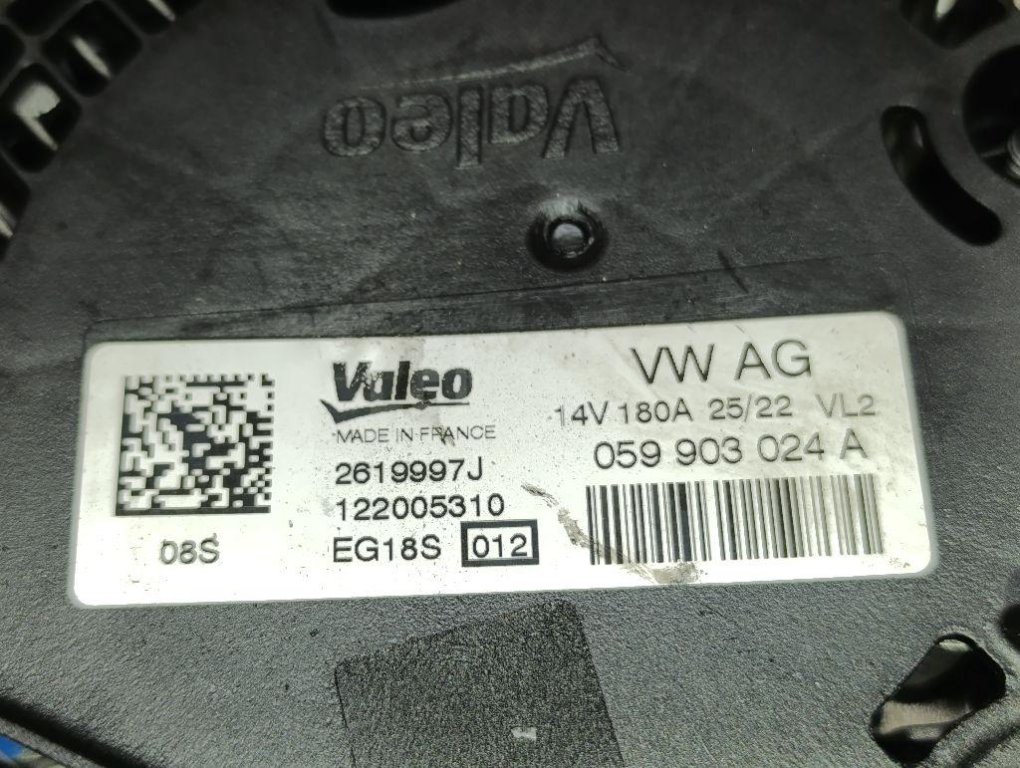 Valeo
Valeo
MADE IN FRANCE
2619997J
122005310
EG18S 012
08S
VW AG
14V 180A 25/22 VL2
059 903 024 A